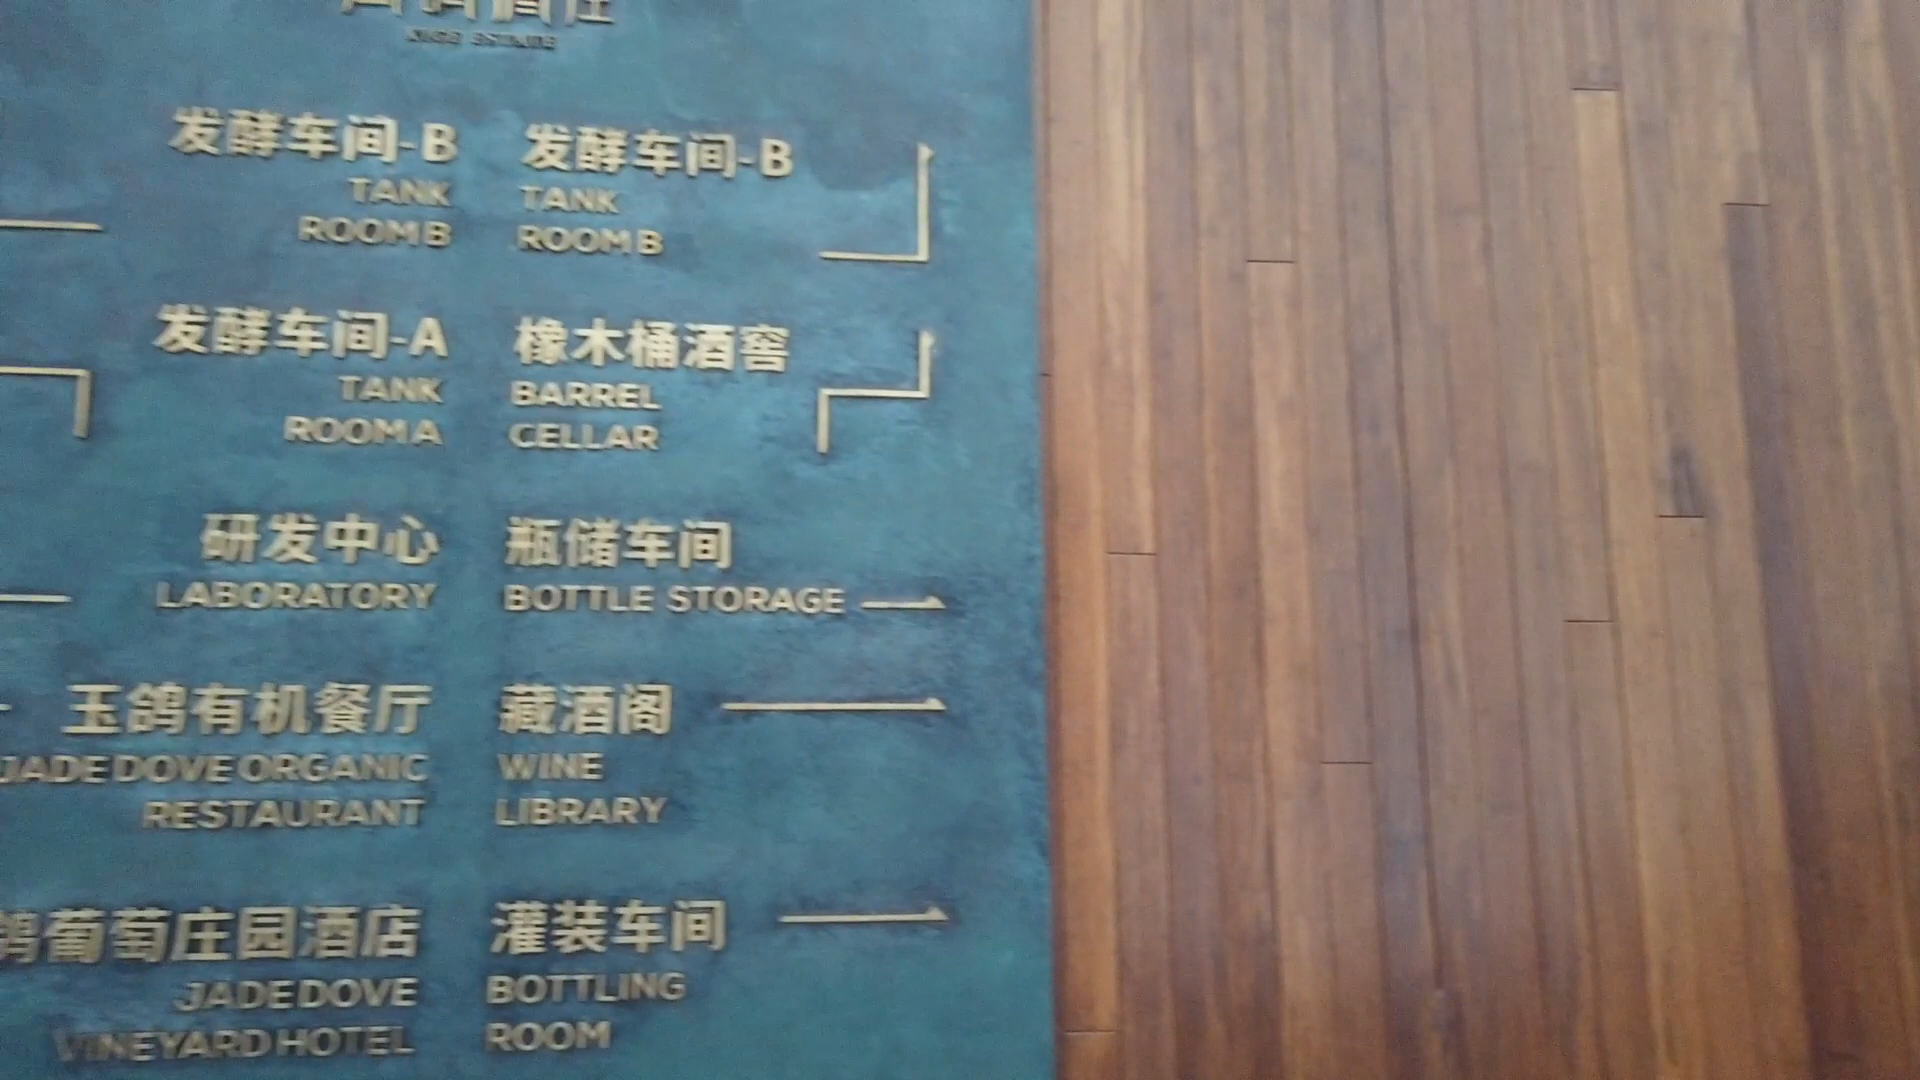 ESTATE
发酵车间-B
TANK
ROOM B
发酵车间-B
TANK
ROOM B
发酵车间-A
TANK
ROOM A
橡木桶酒窖
BARREL
CELLAR
研发中心
LABORATORY
瓶储车间
BOTTLE STORAGE
玉鸽有机餐厅
JADE DOVE ORGANIC
RESTAURANT
藏酒阁
WINE
LIBRARY
鸽葡萄庄园酒店
JADE DOVE
VINEYARD HOTEL
灌装车间
BOTTLING
ROOM